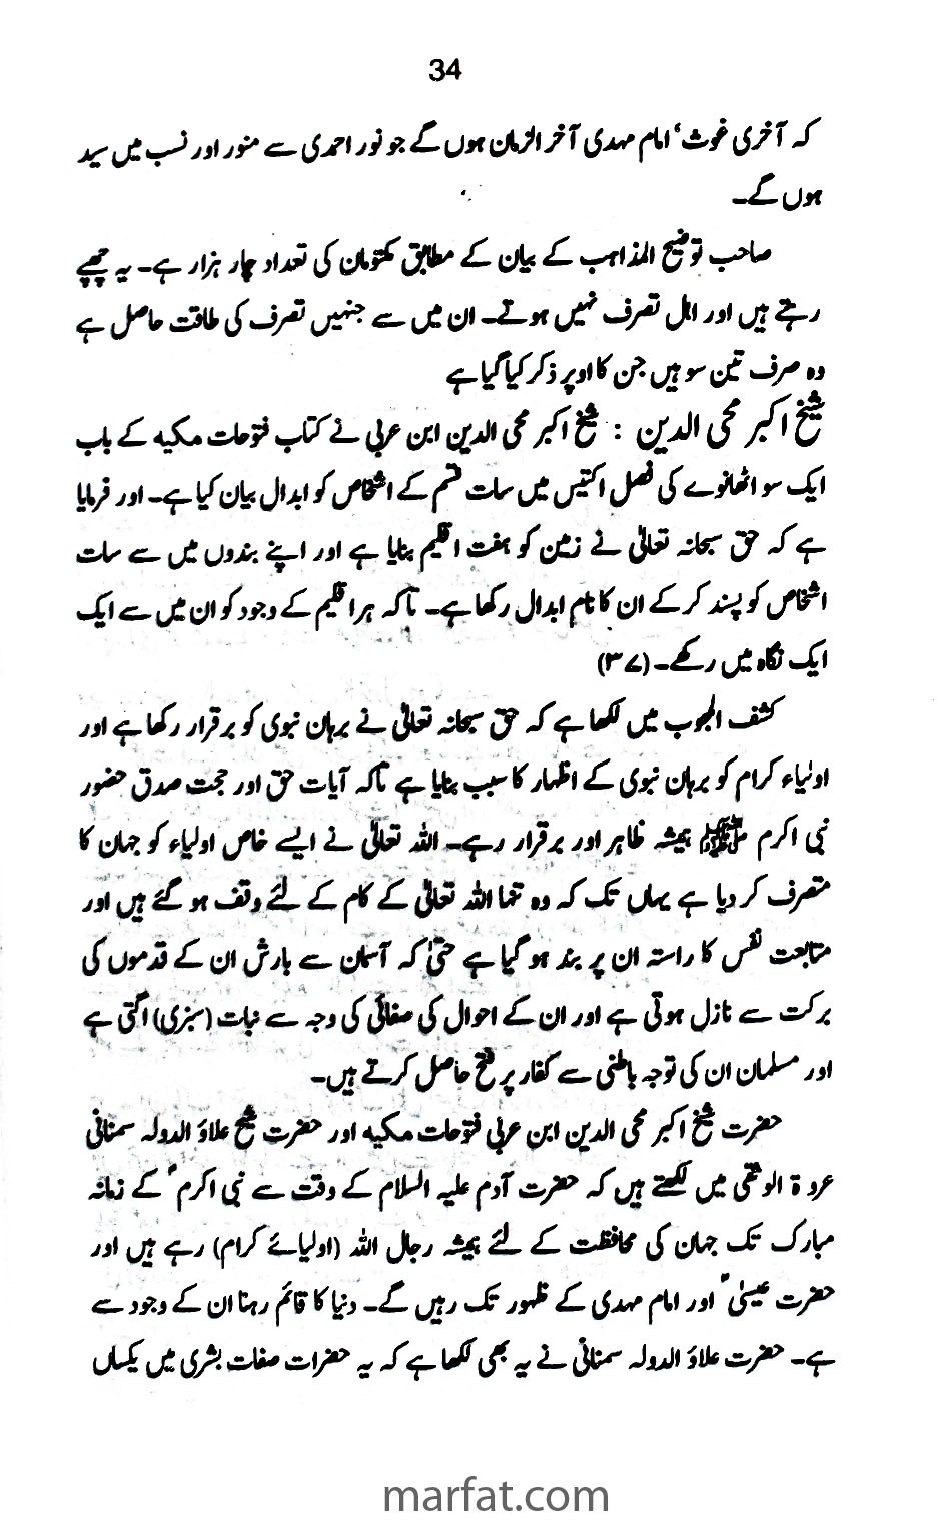 34
کہ آخری غوث‘ امام مہدی آخر الزمان ہوں گے جو نور احمدی سے منور اور نسب میں سید
ہوں گے۔
صاحب توضیح المذاہب کے بیان کے مطابق مکتومان کی تعداد چار ہزار ہے۔ یہ چھپے
رہتے ہیں اور اہل تصرف نہیں ہوتے۔ ان میں سے جنہیں تصرف کی طاقت حاصل ہے
وہ صرف تین سو ہیں جن کا اوپر ذکر کیا گیا ہے
شیخ اکبر محی الدین : شیخ اکبر محی الدین ابن عربی نے کتاب فتوحات مکیہ کے باب
ایک سو اٹھانوے کی فصل اکتیس میں سات قسم کے اشخاص کو ابدال بیان کیا ہے۔ اور فرمایا
ہے کہ حق سبحانہ تعالیٰ نے زمین کو ہفت اقلیم بنایا ہے اور اپنے بندوں میں سے سات
اشخاص کو پسند کر کے ان کا نام ابدال رکھا ہے۔ تاکہ ہر اقلیم کے وجود کو ان میں سے ایک
ایک نگاہ میں رکھے۔ (۳۷)
کشف المجوب میں لکھا ہے کہ حق سبحانہ تعالیٰ نے برہان نبوی کو برقرار رکھا ہے اور
اولیاء کرام کو برہان نبوی کے اظہار کا سبب بنایا ہے تاکہ آیات حق اور حجت صدق حضور
نبی اکرم ﷺ ہمیشہ ظاہر اور برقرار رہے۔ اللہ تعالیٰ نے ایسے خاص اولیاء کو جہان کا
متصرف کر دیا ہے یہاں تک کہ وہ تنہا اللہ تعالیٰ کے کام کے لئے وقف ہو گئے ہیں اور
متابعت نفس کا راستہ ان پر بند ہو گیا ہے حتیٰ کہ آسمان سے بارش ان کے قدموں کی
برکت سے نازل ہوتی ہے اور ان کے احوال کی صفائی کی وجہ سے نبات (سبزی) اگتی ہے
اور مسلمان ان کی توجہ باطنی سے کفار پر فتح حاصل کرتے ہیں۔
حضرت شیخ اکبر محی الدین ابن عربی فتوحات مکیہ اور حضرت شیخ علاؤ الدولہ سمنانی
عروة الوثقی میں لکھتے ہیں کہ حضرت آدم علیہ السلام کے وقت سے نبی اکرم ؐ کے زمانہ
مبارک تک جہان کی محافظت کے لئے ہمیشہ رجال اللہ (اولیائے کرام) رہے ہیں اور
حضرت عیسیٰ ؑ اور امام مہدی کے ظہور تک رہیں گے۔ دنیا کا قائم رہنا ان کے وجود سے
ہے۔ حضرت علاؤ الدولہ سمنانی نے یہ بھی لکھا ہے کہ یہ حضرات صفات بشری میں یکساں
marfat.com